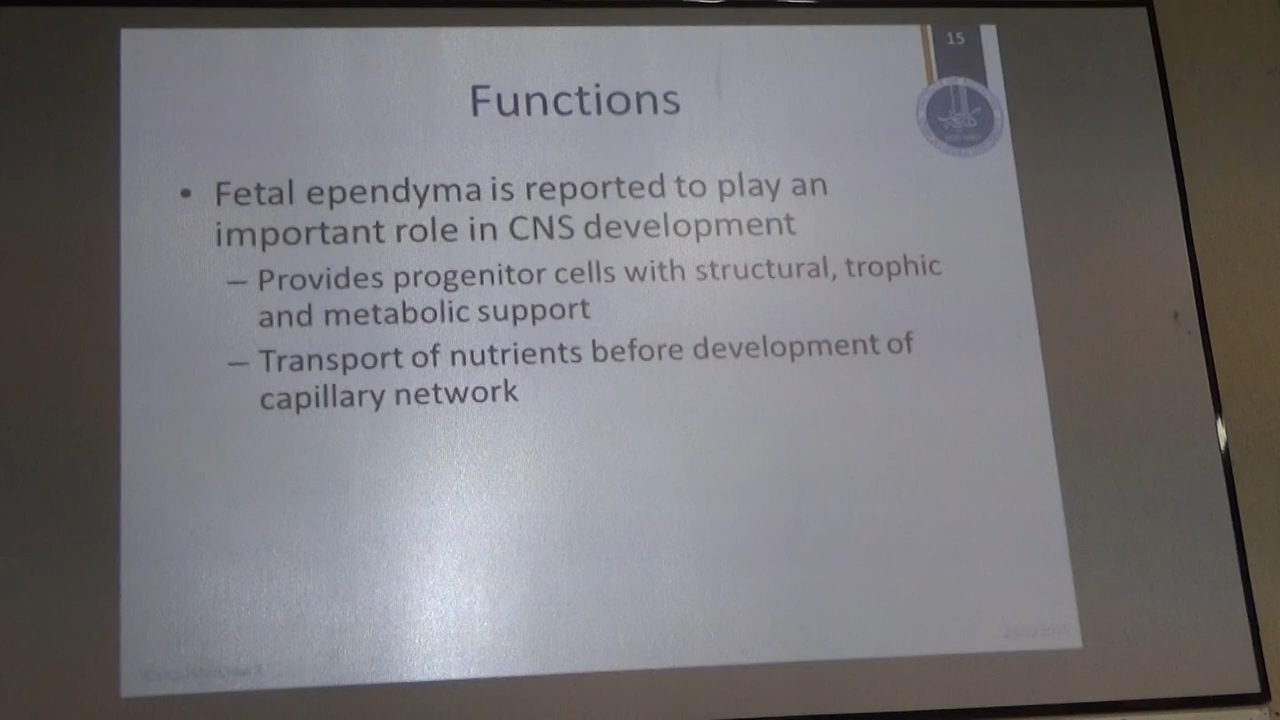 15
Functions
• Fetal ependyma is reported to play an
important role in CNS development
– Provides progenitor cells with structural, trophic
and metabolic support
– Transport of nutrients before development of
capillary network